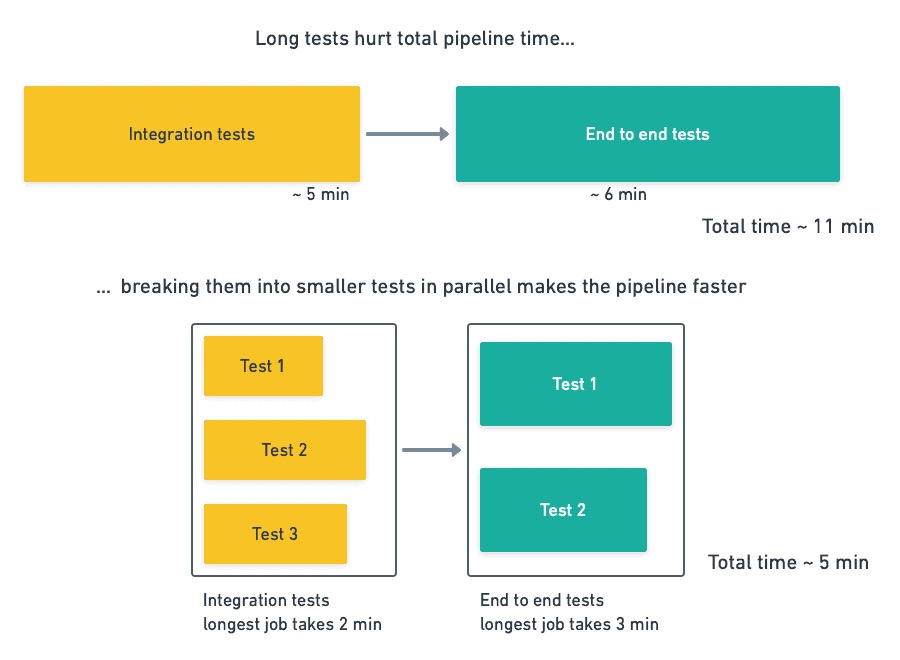 Long tests hurt total pipeline time...
Integration tests
End to end tests
~ 5 min
~ 6 min
Total time ~ 11 min
... breaking them into smaller tests in parallel makes the pipeline faster
Test 1
Test 2
Test 3
Test 1
Test 2
Total time ~ 5 min
Integration tests
longest job takes 2 min
End to end tests
longest job takes 3 min